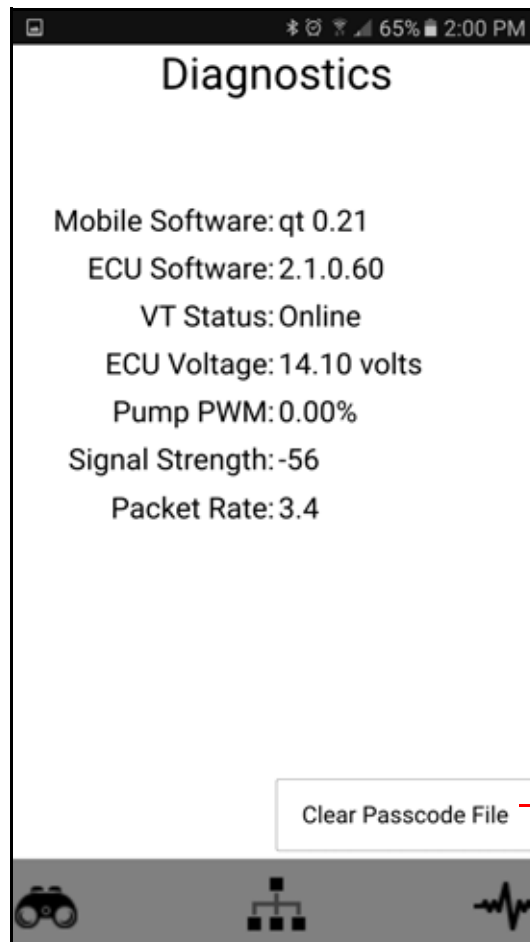 65% 2:00 PM
Diagnostics
Mobile Software: qt 0.21
ECU Software: 2.1.0.60
VT Status: Online
ECU Voltage: 14.10 volts
Pump PWM: 0.00%
Signal Strength: -56
Packet Rate: 3.4
Clear Passcode File